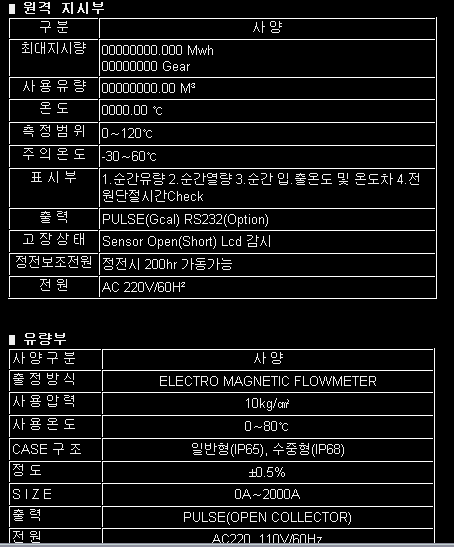 ■ 원격 지시부
구 분 사 양
최대지시량 00000000.000 Mwh
00000000 Gear
사 용 유 량 00000000.00 M³
온 도 0000.00 ℃
측 정 범 위 0~120℃
주 의 온 도 -30~60℃
표 시 부 1.순간유량 2.순간열량 3.순간 입.출온도 및 온도차 4.전
원단절시간Check
출 력 PULSE(Gcal) RS232(Option)
고 장 상 태 Sensor Open(Short) Lcd 감시
정전보조전원 정전시 200hr 가동가능
전 원 AC 220V/60H²
■ 유량부
사 양 구 분 사 양
출 정 방 식 ELECTRO MAGNETIC FLOWMETER
사 용 압 력 10kg/㎠
사 용 온 도 0~80℃
CASE 구 조 일반형(IP65), 수중형(IP68)
정 도 ±0.5%
S I Z E 0A~2000A
출 력 PULSE(OPEN COLLECTOR)
전 원 AC220, 110V/60Hz